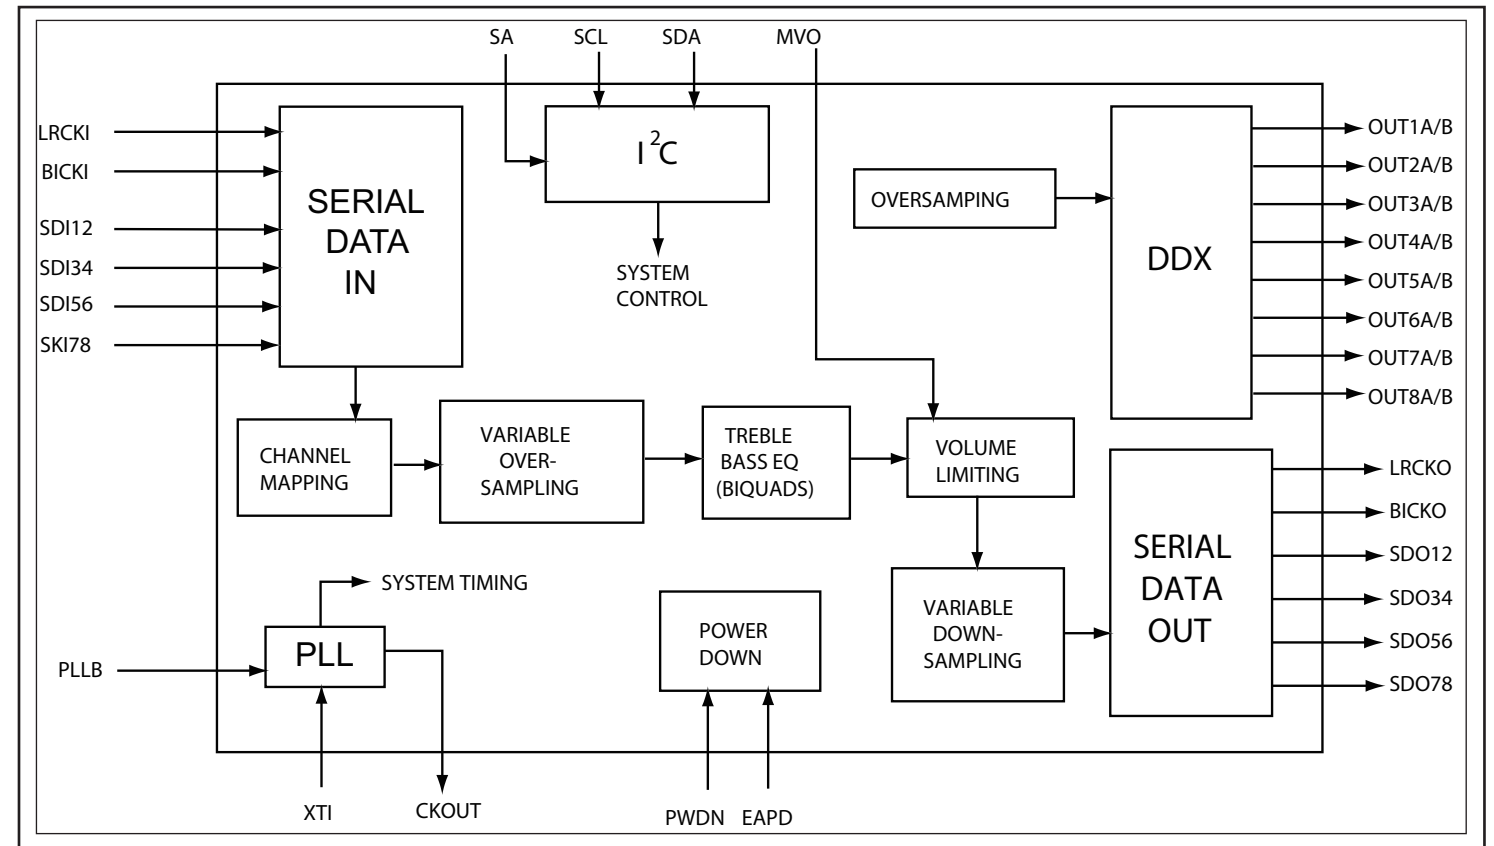 SA
SCL
SDA
MVO
LRCKI
BICKI
SDI12
SDI34
SDI56
SKI78
SERIAL
DATA
IN
I²C
SYSTEM
CONTROL
OVERSAMPING
DDX
OUT1A/B
OUT2A/B
OUT3A/B
OUT4A/B
OUT5A/B
OUT6A/B
OUT7A/B
OUT8A/B
CHANNEL
MAPPING
VARIABLE
OVER-
SAMPLING
TREBLE
BASS EQ
(BIQUADS)
VOLUME
LIMITING
VARIABLE
DOWN-
SAMPLING
SERIAL
DATA
OUT
LRCKO
BICKO
SDO12
SDO34
SDO56
SDO78
SYSTEM TIMING
PLL
PLLB
XTI
CKOUT
POWER
DOWN
PWDN
EAPD